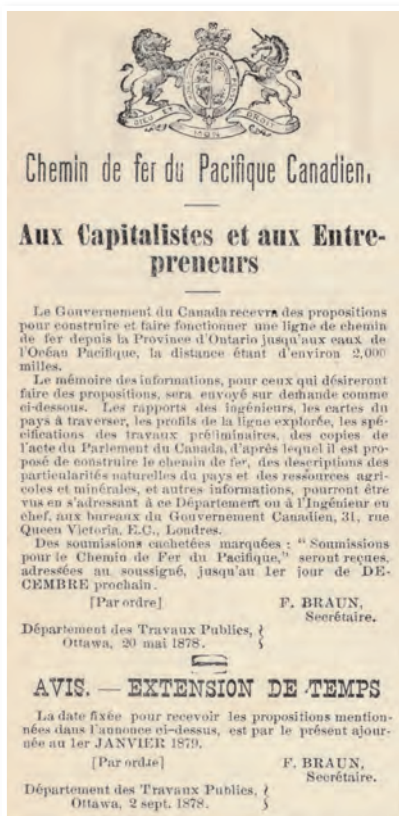 DIEU ET MON DROIT
Chemin de fer du Pacifique Canadien.
Aux Capitalistes et aux Entre-
preneurs
Le Gouvernement du Canada recevra des propositions
pour construire et faire fonctionner une ligne de chemin
de fer depuis la Province d'Ontario jusqu'aux eaux de
l'Océan Pacifique, la distance étant d'environ 2,000
milles.
Le mémoire des informations, pour ceux qui désireront
faire des propositions, sera envoyé sur demande comme
ci-dessous. Les rapports des ingénieurs, les cartes du
pays à traverser, les profils de la ligne explorée, les spé-
cifications des travaux préliminaires, des copies de
l'acte du Parlement du Canada, d'après lequel il est pro-
posé de construire le chemin de fer, des descriptions des
particularités naturelles du pays et des ressources agri-
coles et minérales, et autres informations, pourront être
vus en s'adressant à ce Département ou à l'Ingénieur en
chef, aux bureaux du Gouvernement Canadien, 31, rue
Queen Victoria, E.C., Londres.
Des soumissions cachetées marquées : “ Soumissions
pour le Chemin de Fer du Pacifique,” seront reçues,
adressées au soussigné, jusqu'au 1er jour de DE-
CEMBRE prochain.
[Par ordre] F. BRAUN,
Secrétaire.
Département des Travaux Publics,
Ottawa, 20 mai 1878.
AVIS. — EXTENSION DE TEMPS
La date fixée pour recevoir les propositions mention-
nées dans l'annonce ci-dessus, est par le présent ajour-
née au 1er JANVIER 1879.
[Par ordre] F. BRAUN,
Secrétaire.
Département des Travaux Publics,
Ottawa, 2 sept. 1878.